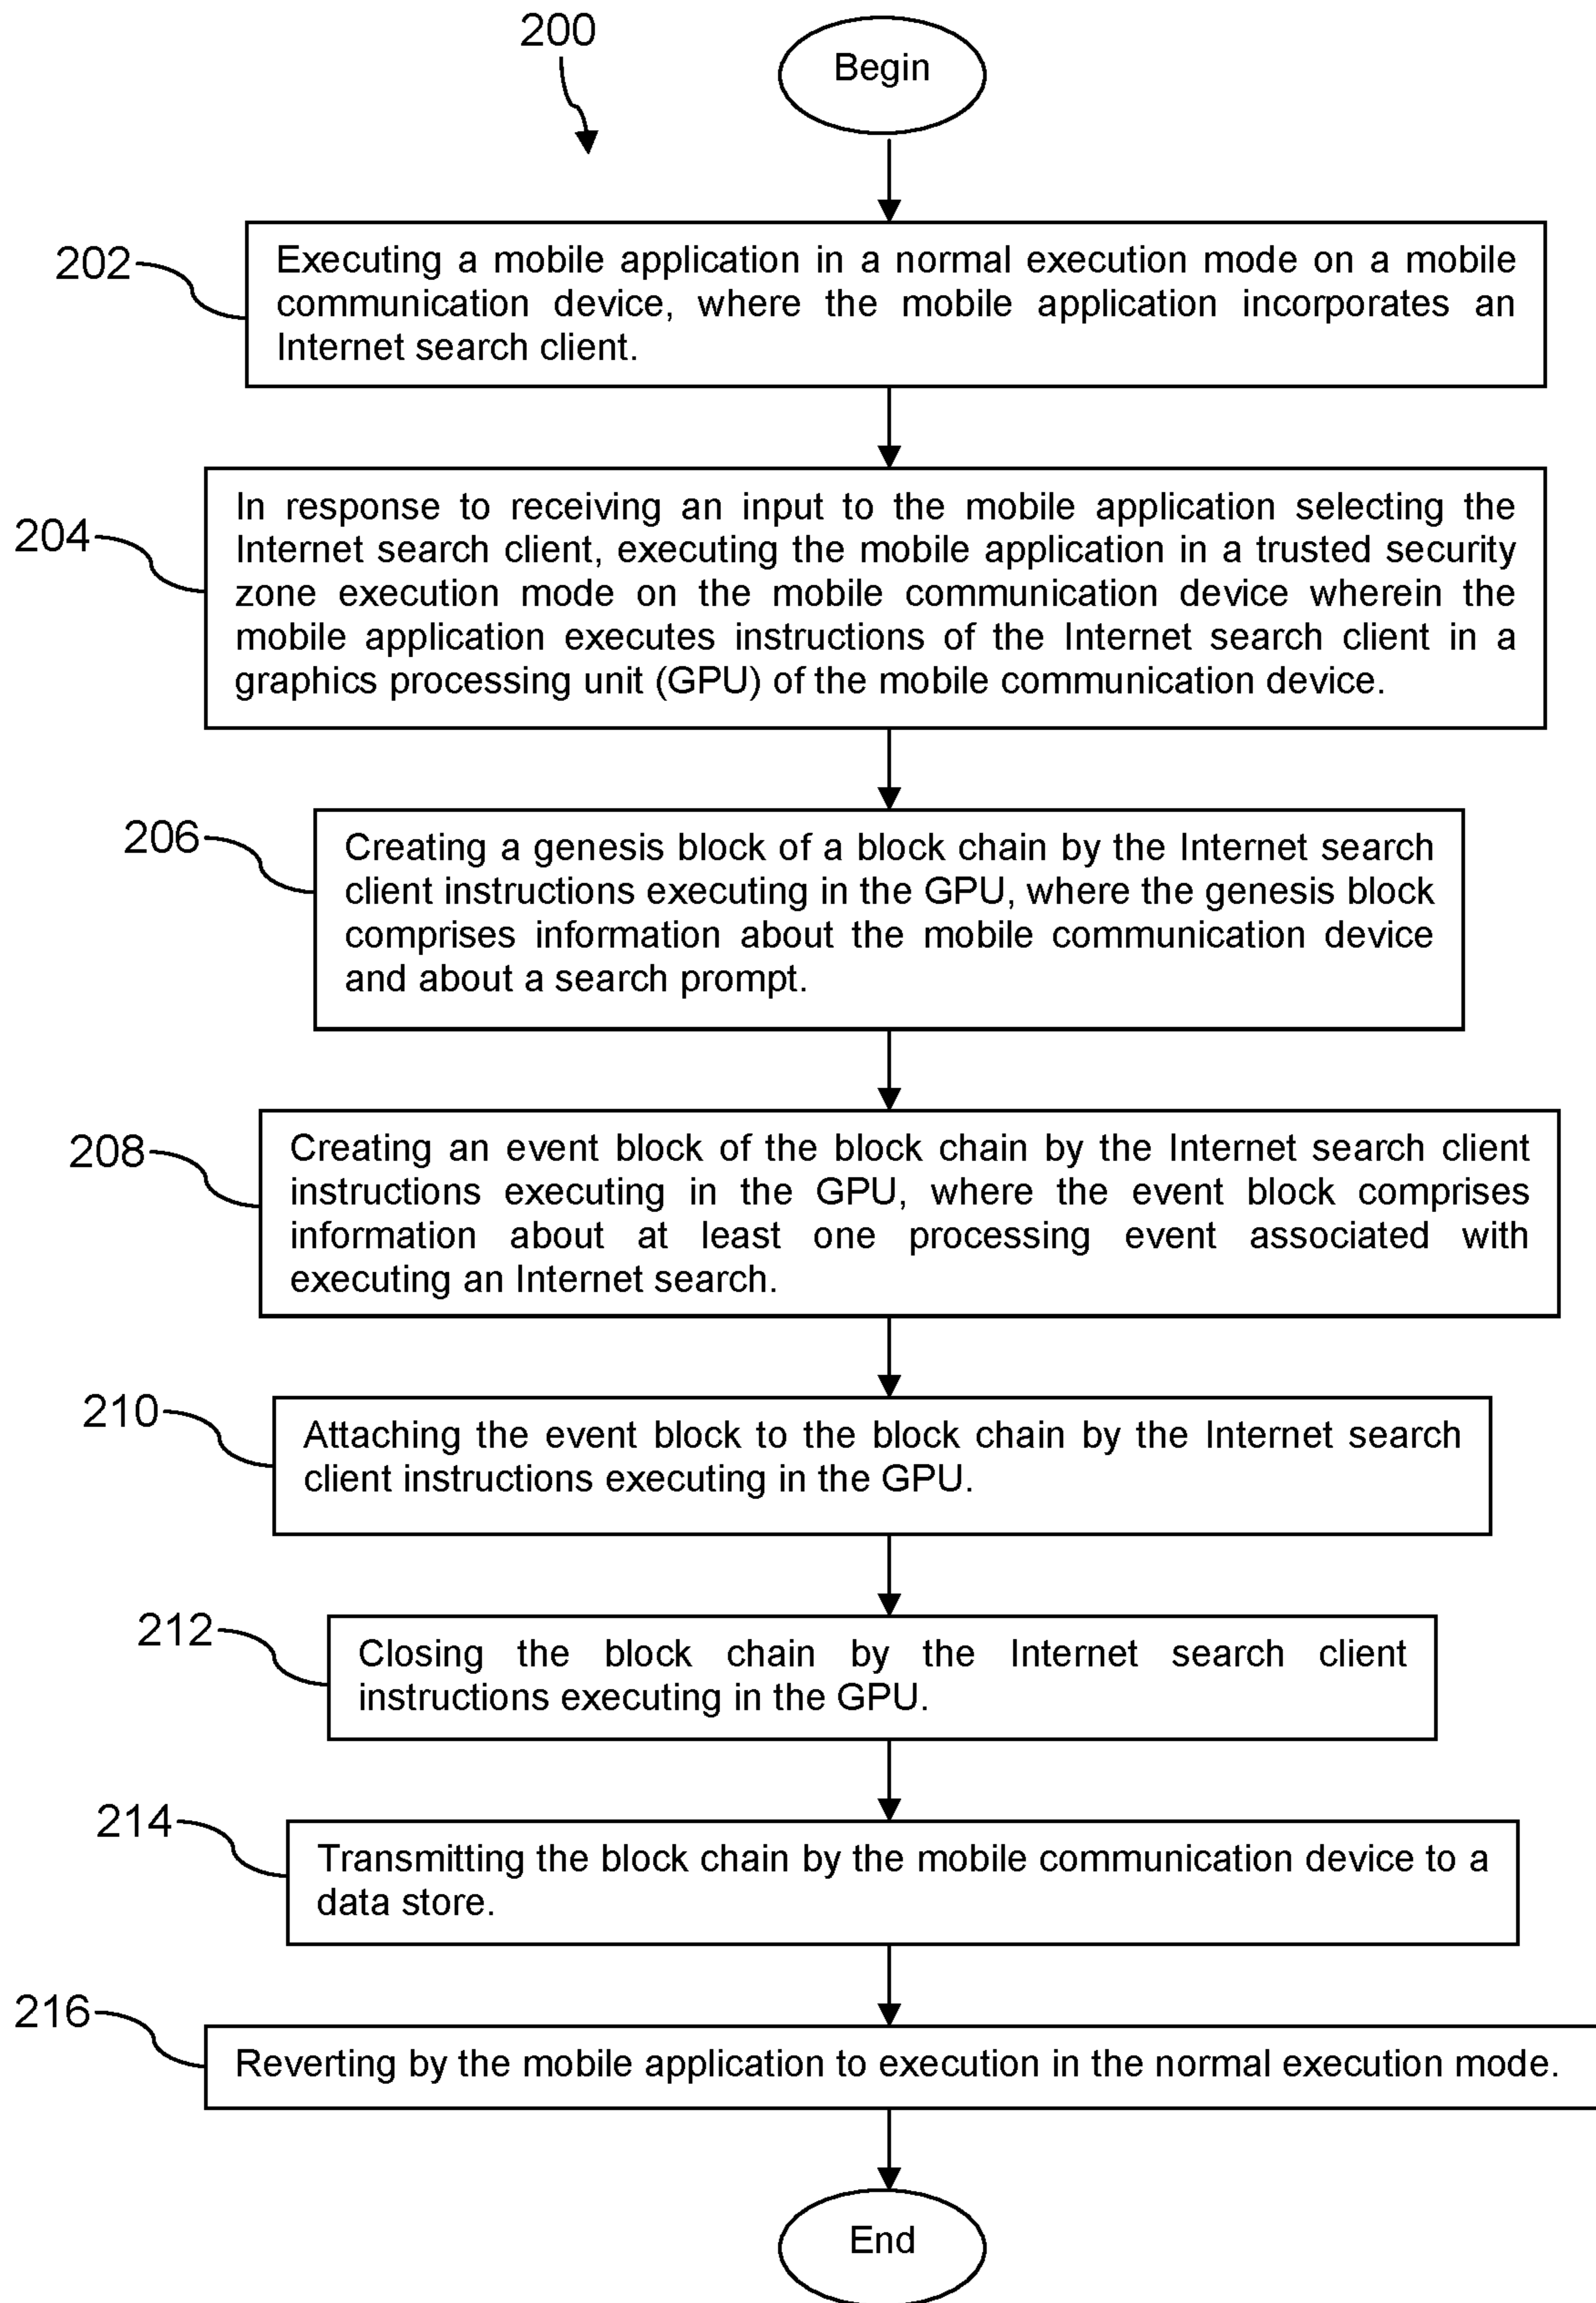 200
Begin
202
Executing a mobile application in a normal execution mode on a mobile
communication device, where the mobile application incorporates an
Internet search client.
204
In response to receiving an input to the mobile application selecting the
Internet search client, executing the mobile application in a trusted security
zone execution mode on the mobile communication device wherein the
mobile application executes instructions of the Internet search client in a
graphics processing unit (GPU) of the mobile communication device.
206
Creating a genesis block of a block chain by the Internet search
client instructions executing in the GPU, where the genesis block
comprises information about the mobile communication device
and about a search prompt.
208
Creating an event block of the block chain by the Internet search client
instructions executing in the GPU, where the event block comprises
information about at least one processing event associated with
executing an Internet search.
210
Attaching the event block to the block chain by the Internet search
client instructions executing in the GPU.
212
Closing the block chain by the Internet search client
instructions executing in the GPU.
214
Transmitting the block chain by the mobile communication device to a
data store.
216
Reverting by the mobile application to execution in the normal execution mode.
End